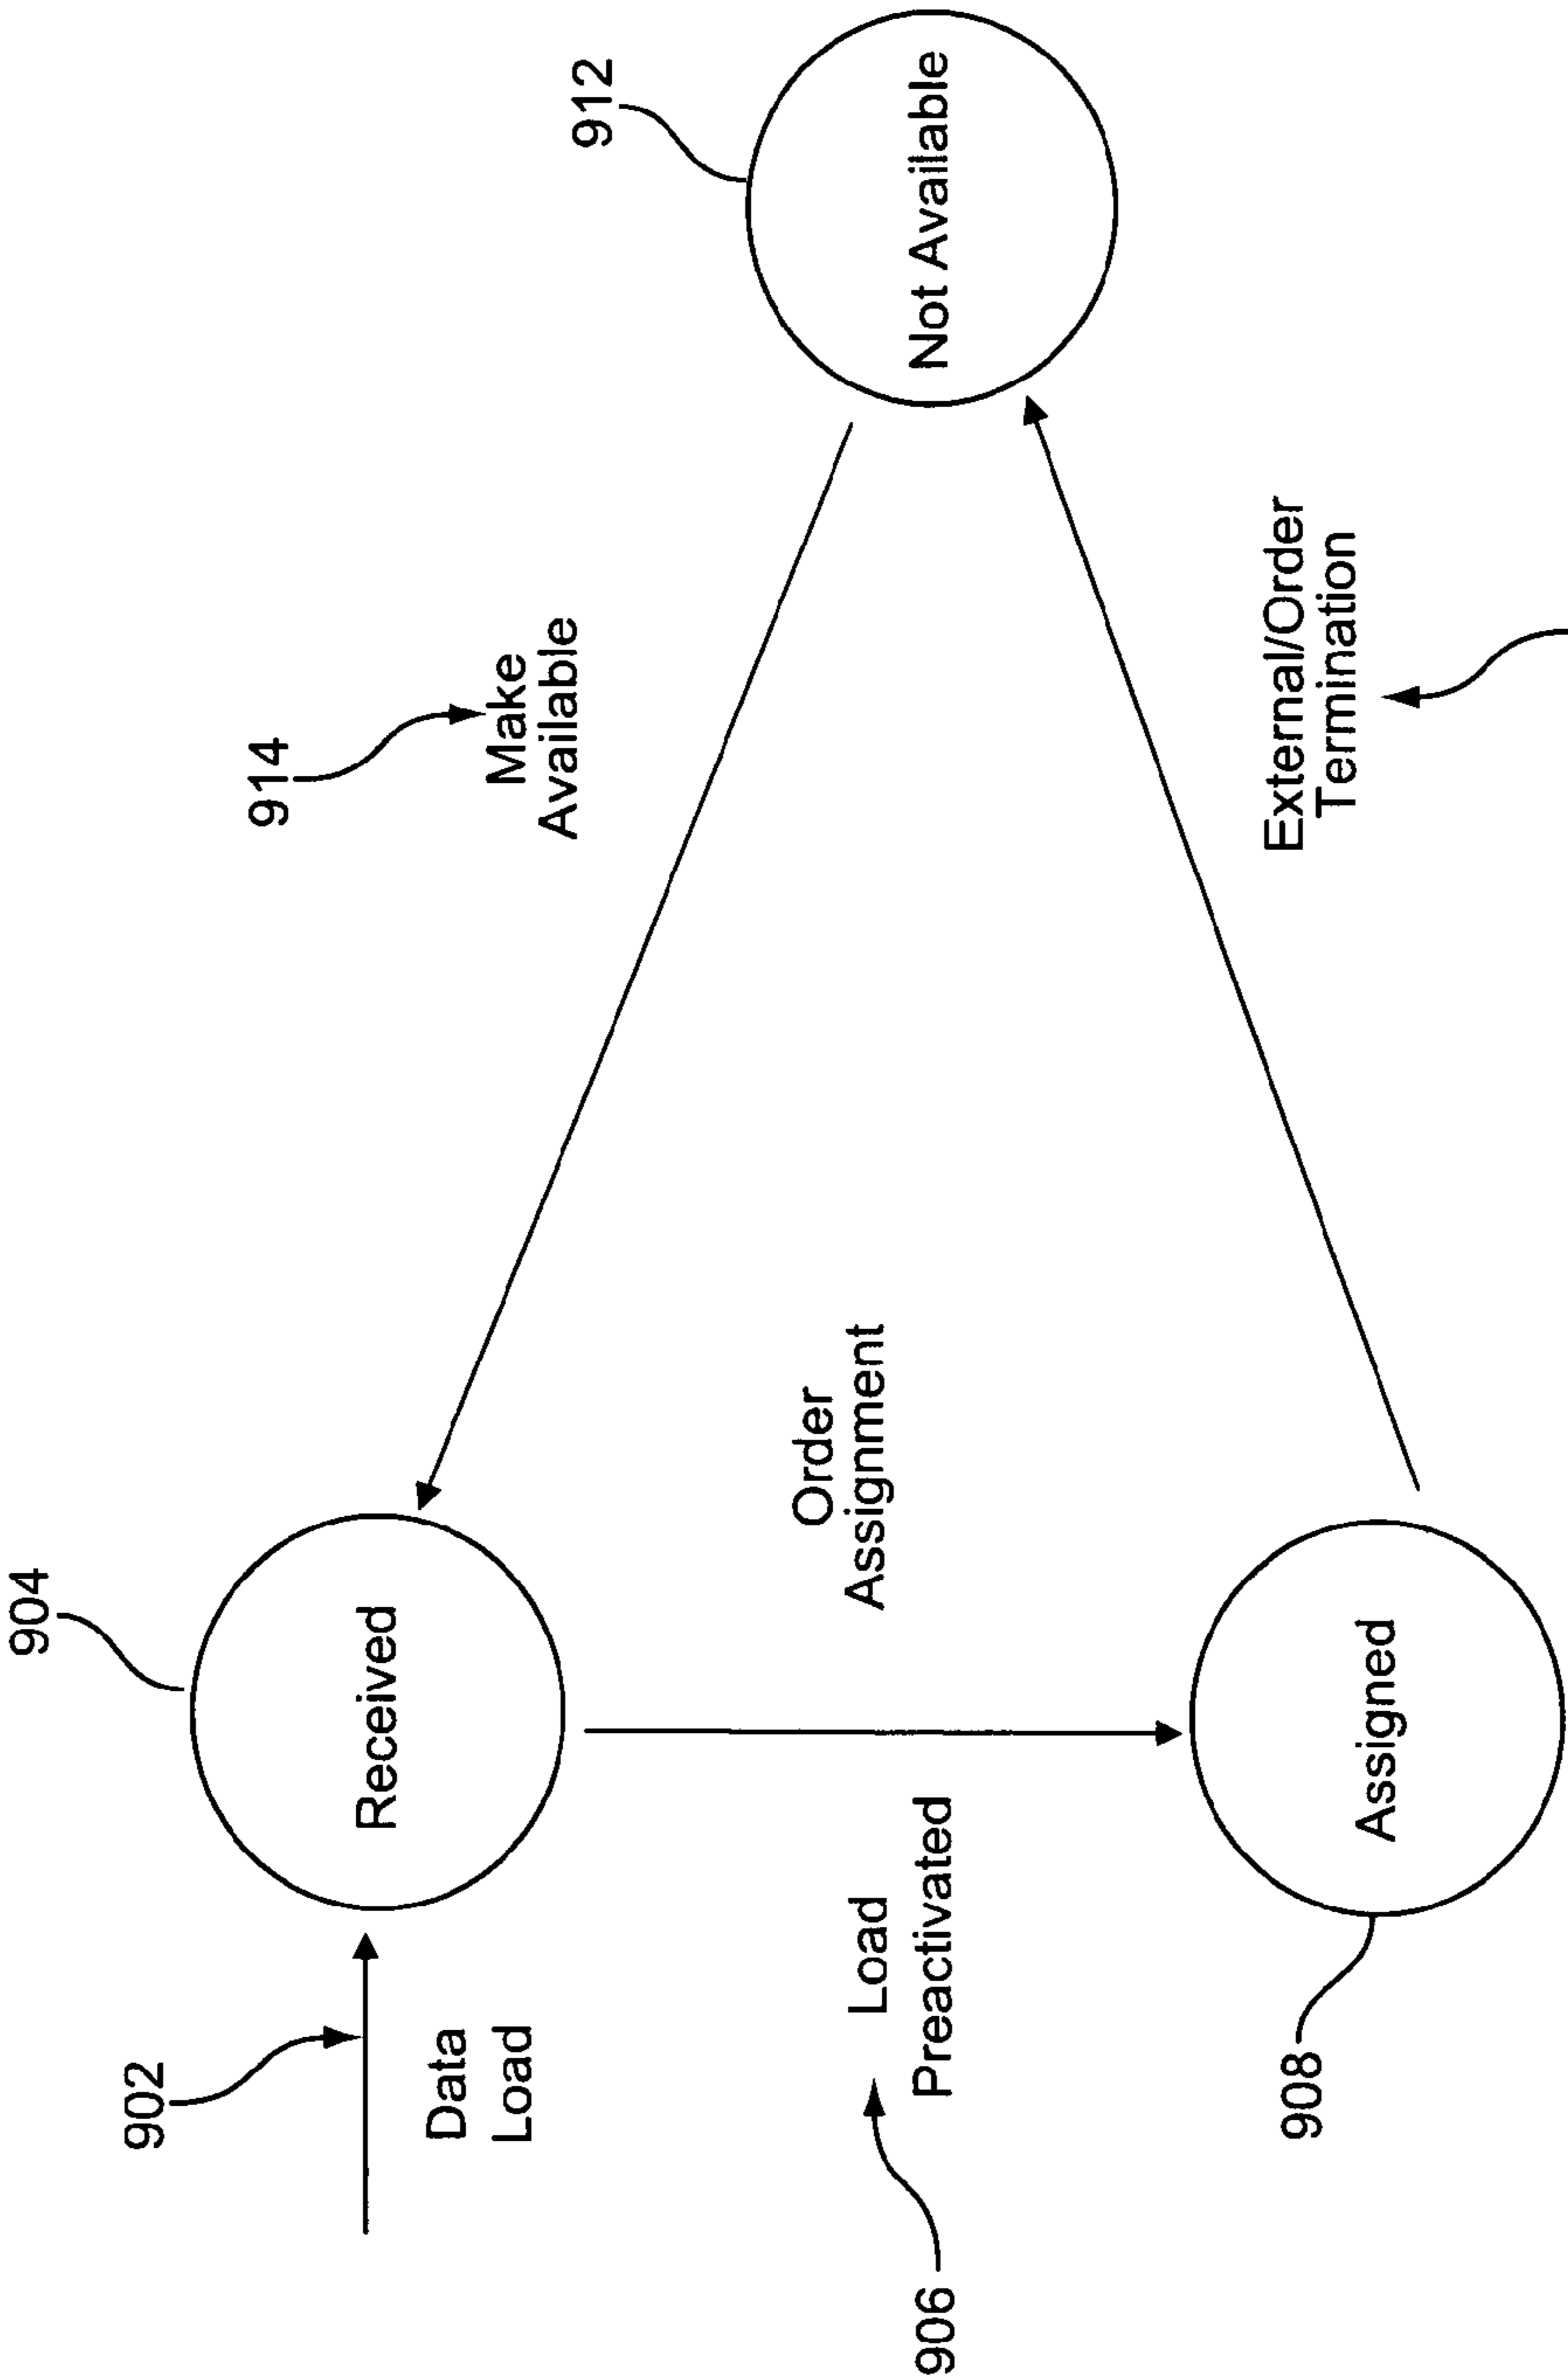 904
902
914
Received
Data
Load
Make
Available
912
Order
Assignment
Load
Preactivated
906
Not Available
Assigned
908
External/Order
Termination